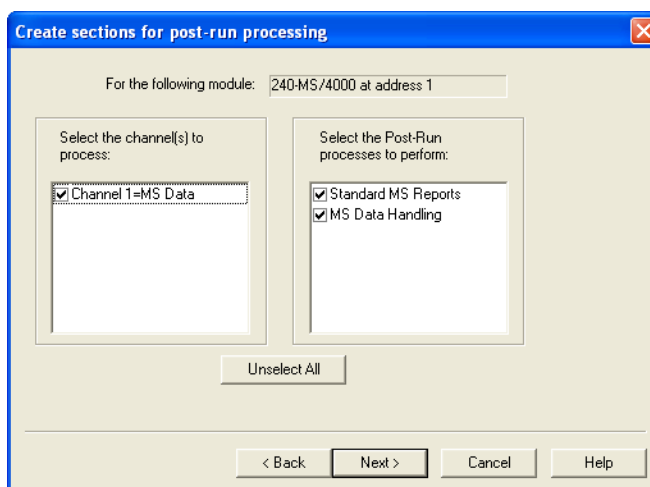 Create sections for post-run processing
For the following module: 240-MS/4000 at address 1
Select the channel(s) to
process:
Channel 1=MS Data
Select the Post-Run
processes to perform:
Standard MS Reports
MS Data Handling
Unselect All
< Back Next > Cancel Help